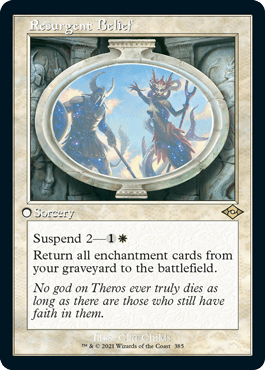 Resurgent Belief
Sorcery
Suspend 2—1
Return all enchantment cards from
your graveyard to the battlefield.
No god on Theros ever truly dies as
long as there are those who still have
faith in them.
™ & © 2021 Wizards of the Coast 385